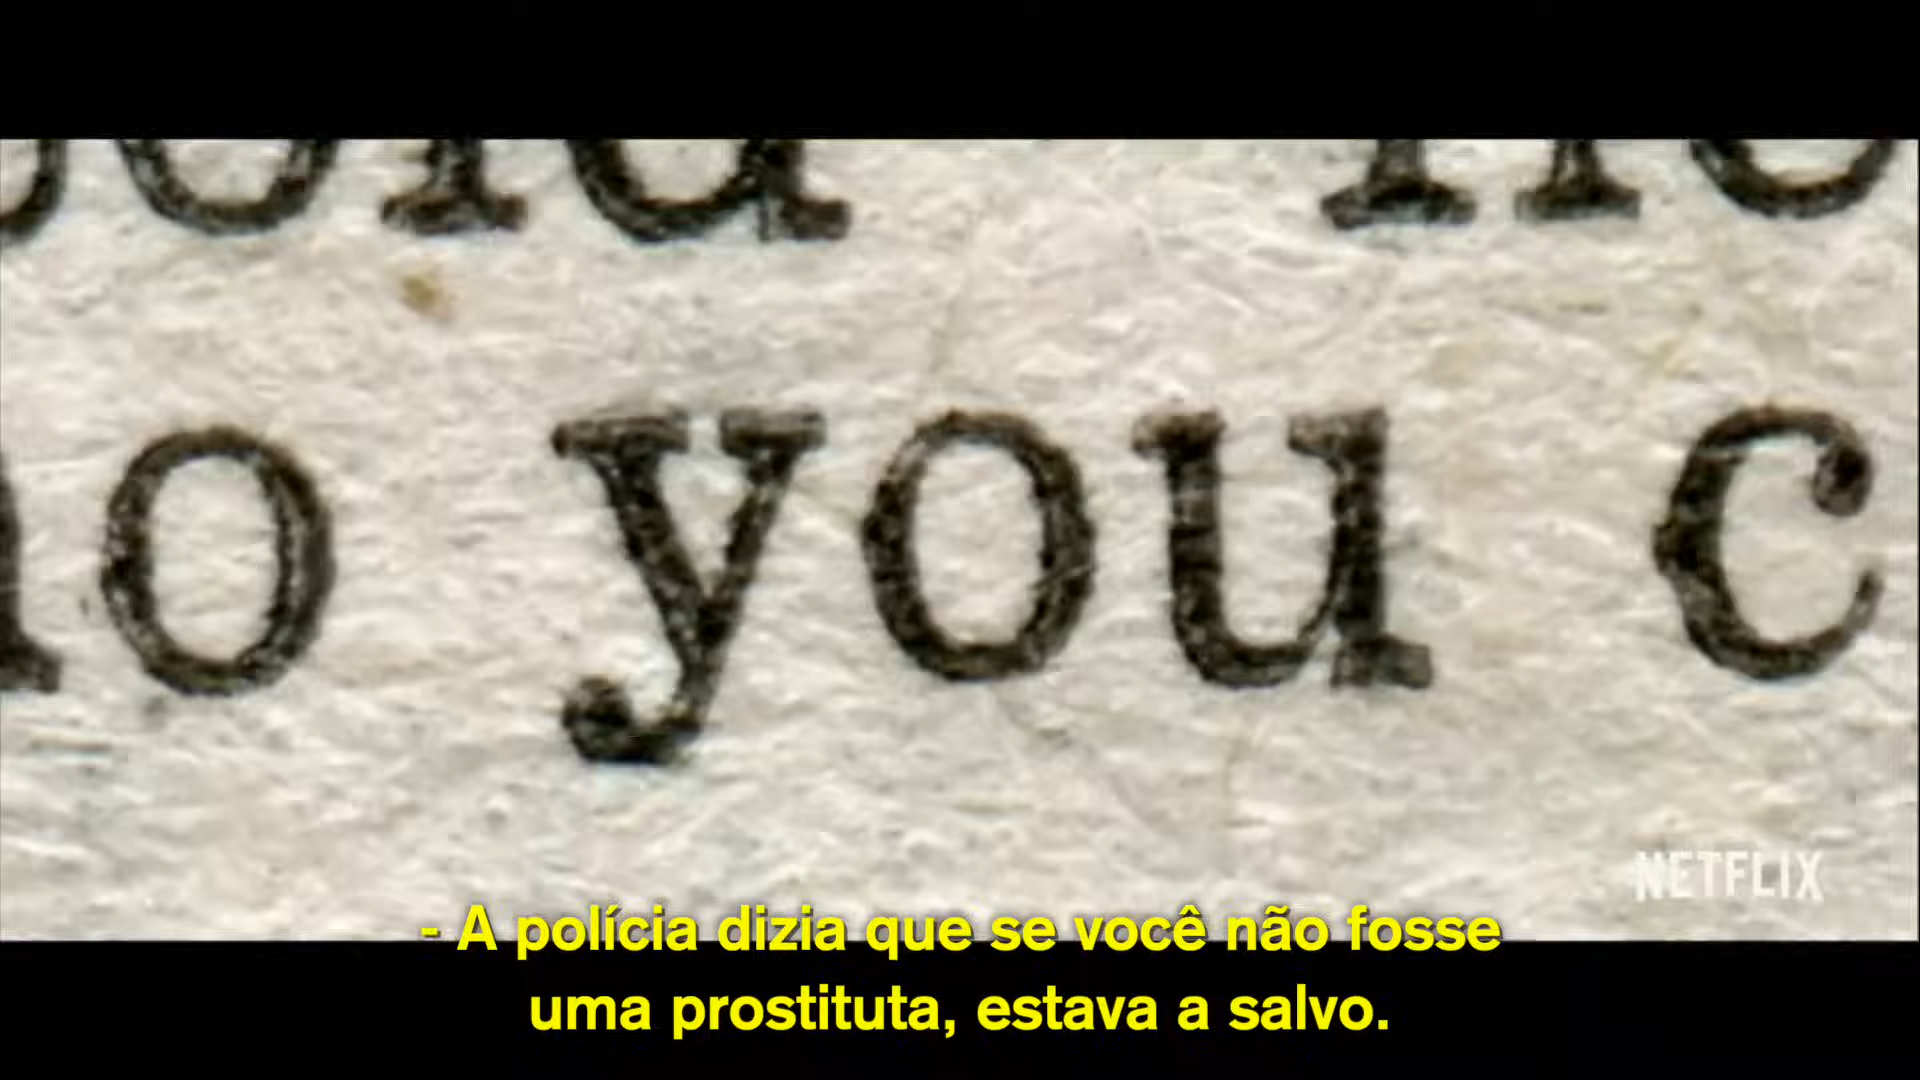 you c
NETFLIX
- A polícia dizia que se você não fosse
uma prostituta, estava a salvo.